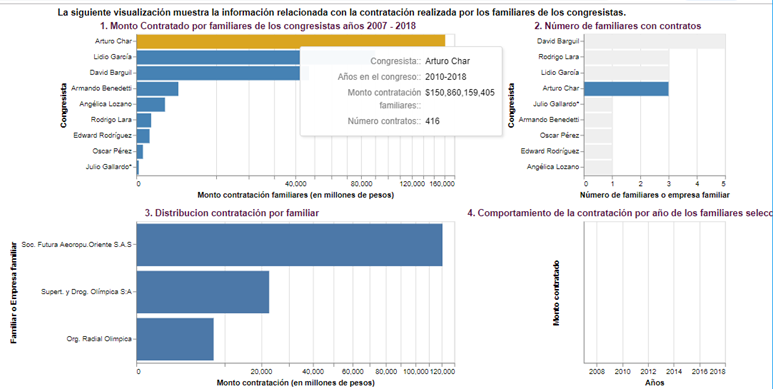 La siguiente visualización muestra la información relacionada con la contratación realizada por los familiares de los congresistas.
1. Monto Contratado por familiares de los congresistas años 2007 - 2018
Congresista
Arturo Char
Lidio García
David Barguil
Armando Benedetti
Angélica Lozano
Rodrigo Lara
Edward Rodríguez
Oscar Pérez
Julio Gallardo*
0 40,000 80,000 120,000 160,000
Monto contratación familiares (en millones de pesos)
Congresista:: Arturo Char
Años en el congreso:: 2010-2018
Monto contratación $150,860,159,405
familiares::
Número contratos:: 416
2. Número de familiares con contratos
Congresista
David Barguil
Rodrigo Lara
Lidio García
Arturo Char
Julio Gallardo*
Armando Benedetti
Oscar Pérez
Edward Rodríguez
Angélica Lozano
0 1 2 3 4 5
Número de familiares o empresa familiar
3. Distribucion contratación por familiar
Familiar o Empresa familiar
Soc. Futura Aeoropu.Oriente S.A.S
Supert. y Drog. Olímpica S:A
Org. Radial Olimpica
0 20,000 40,000 60,000 80,000 100,000 120,000
Monto contratación (en millones de pesos)
4. Comportamiento de la contratación por año de los familiares selecc
Monto contratado
2008 2010 2012 2014 2016 2018
Años